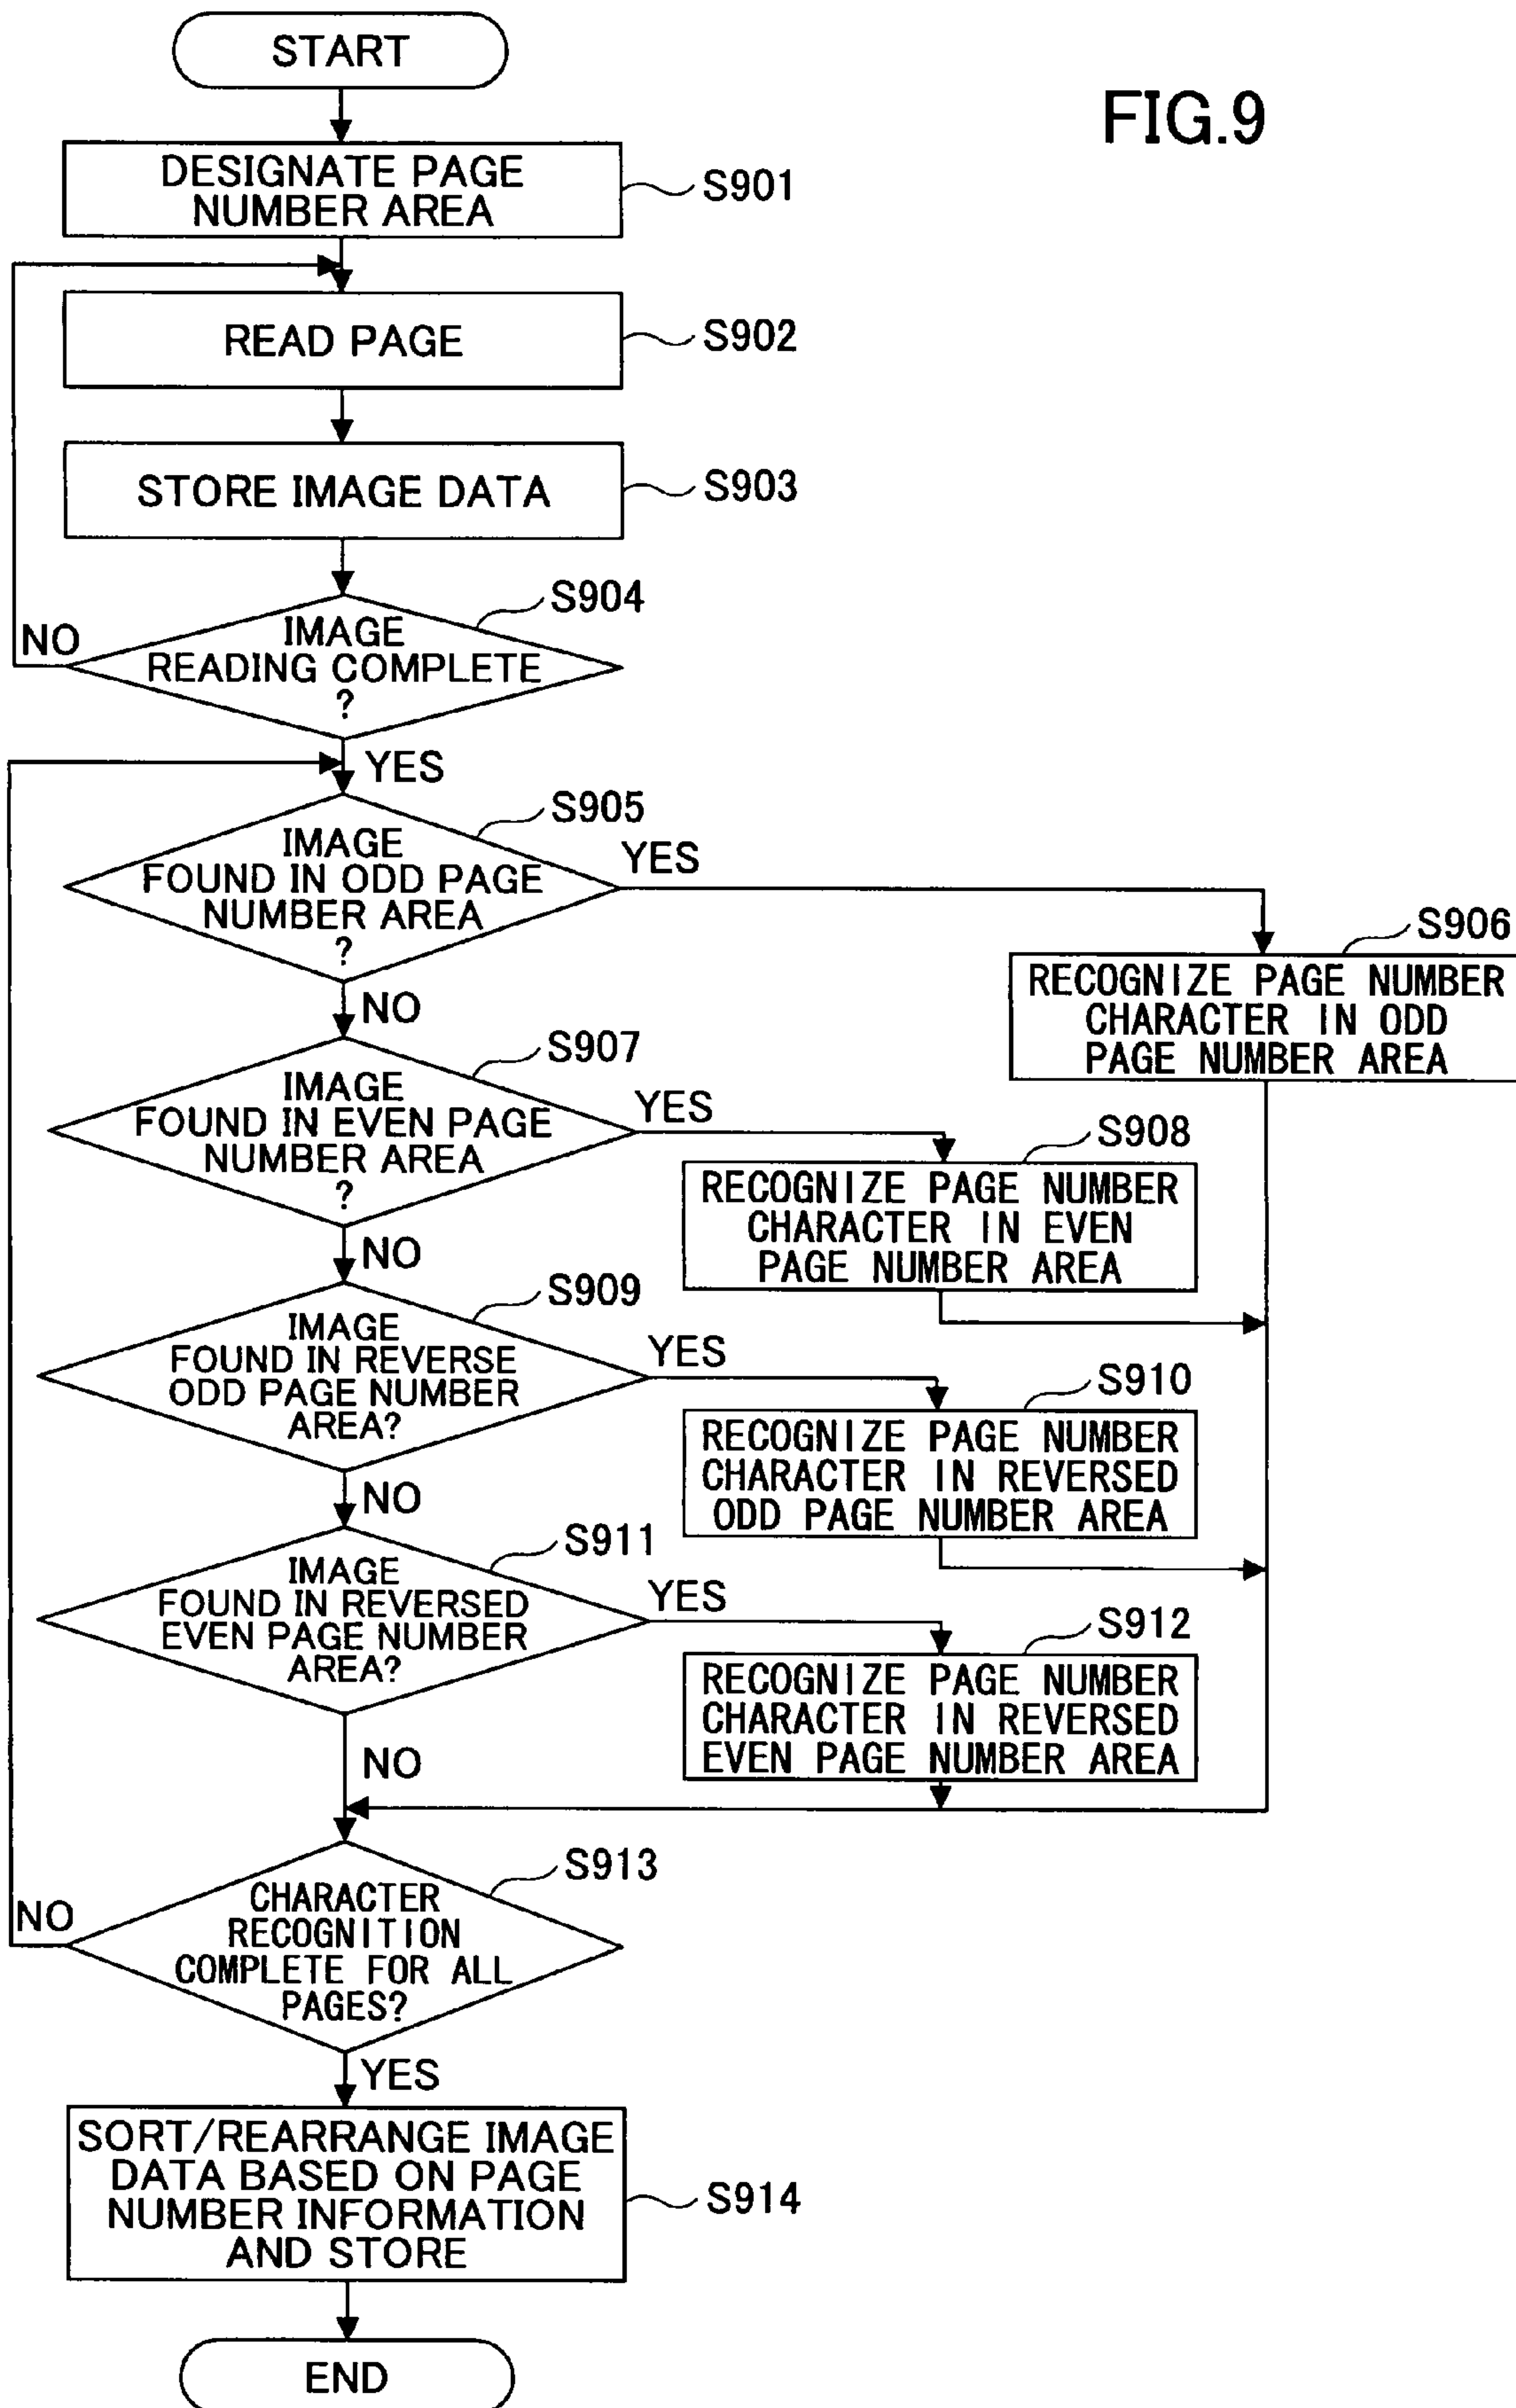 START
FIG.9
DESIGNATE PAGE
NUMBER AREA
S901
READ PAGE
S902
STORE IMAGE DATA
S903
S904
IMAGE
READING COMPLETE
?
NO
YES
S905
IMAGE
FOUND IN ODD PAGE
NUMBER AREA
?
YES
S906
RECOGNIZE PAGE NUMBER
CHARACTER IN ODD
PAGE NUMBER AREA
NO
S907
IMAGE
FOUND IN EVEN PAGE
NUMBER AREA
?
YES
S908
RECOGNIZE PAGE NUMBER
CHARACTER IN EVEN
PAGE NUMBER AREA
NO
S909
IMAGE
FOUND IN REVERSE
ODD PAGE NUMBER
AREA?
YES
S910
RECOGNIZE PAGE NUMBER
CHARACTER IN REVERSED
ODD PAGE NUMBER AREA
NO
S911
IMAGE
FOUND IN REVERSED
EVEN PAGE NUMBER
AREA?
YES
S912
RECOGNIZE PAGE NUMBER
CHARACTER IN REVERSED
EVEN PAGE NUMBER AREA
NO
S913
CHARACTER
RECOGNITION
COMPLETE FOR ALL
PAGES?
NO
YES
SORT/REARRANGE IMAGE
DATA BASED ON PAGE
NUMBER INFORMATION
AND STORE
S914
END